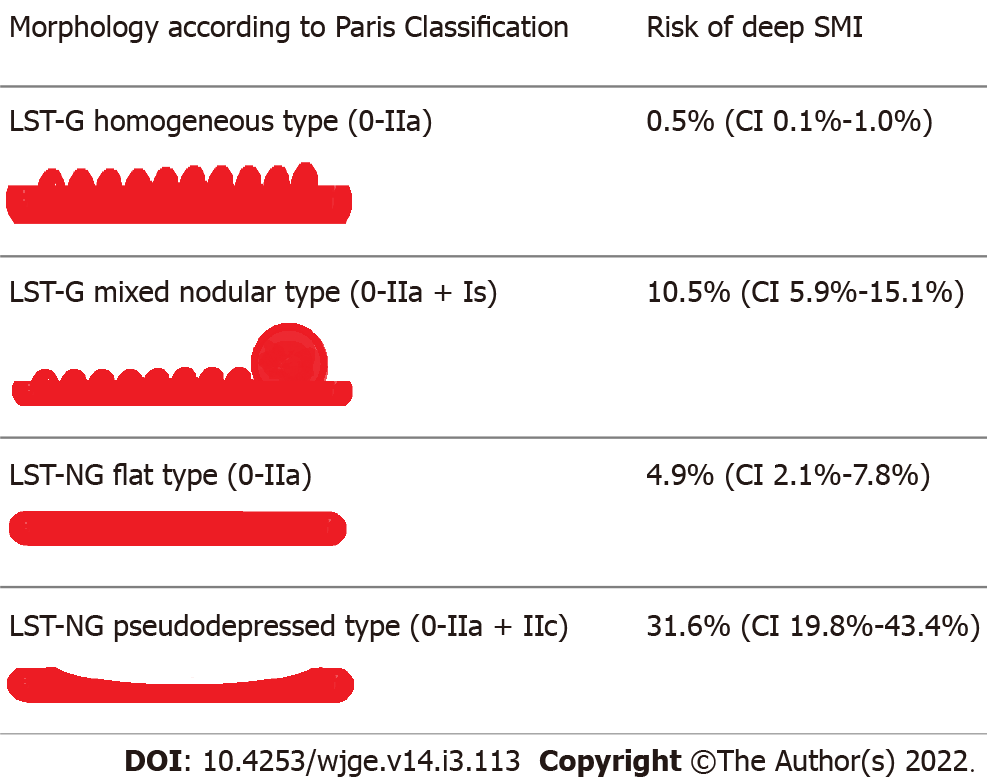 Morphology according to Paris Classification Risk of deep SMI
LST-G homogeneous type (0-IIa) 0.5% (CI 0.1%-1.0%)
LST-G mixed nodular type (0-IIa + Is) 10.5% (CI 5.9%-15.1%)
LST-NG flat type (0-IIa) 4.9% (CI 2.1%-7.8%)
LST-NG pseudodepressed type (0-IIa + IIc) 31.6% (CI 19.8%-43.4%)
DOI: 10.4253/wjge.v14.i3.113 Copyright ©The Author(s) 2022.